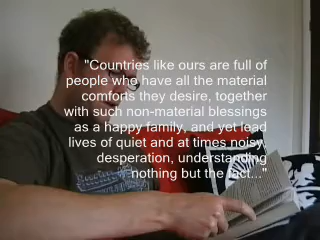 "Countries like ours are full of
people who have all the material
comforts they desire, together
with such non-material blessings
as a happy family, and yet lead
lives of quiet and at times noisy,
desperation, understanding
nothing but the fact..."